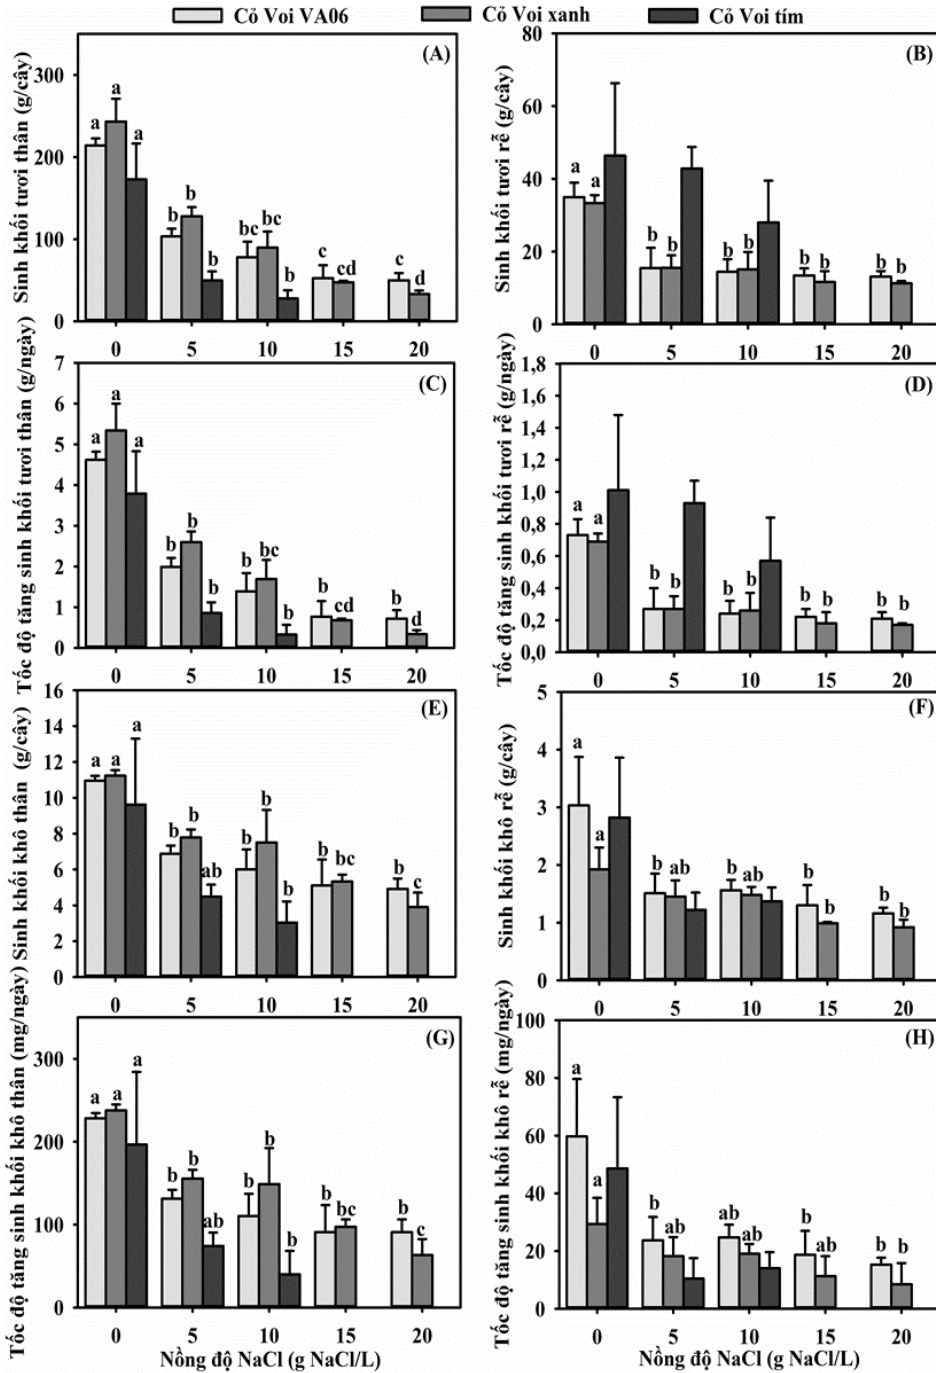 Cỏ Voi VA06 Cỏ Voi xanh Cỏ Voi tím
(A)
Sinh khối tươi thân (g/cây)
300
200
100
0
a a a
b b b
bc bc b
c cd
c d
0 5 10 15 20
(B)
Sinh khối tươi rễ (g/cây)
80
60
40
20
0
a a
b b
b b
b b
b b
0 5 10 15 20
(C)
Tốc độ tăng sinh khối tươi thân (g/ngày)
7
6
5
4
3
2
1
0
a a a
b b b
b bc b
b cd
b d
0 5 10 15 20
(D)
Tốc độ tăng sinh khối tươi rễ (g/ngày)
1,8
1,6
1,4
1,2
1,0
0,8
0,6
0,4
0,2
0,0
a a
b b
b b
b b
b b
0 5 10 15 20
(E)
Sinh khối khô thân (g/cây)
16
14
12
10
8
6
4
2
0
a a a
b b ab
b b b
b bc
b c
0 5 10 15 20
(F)
Sinh khối khô rễ (g/cây)
5
4
3
2
1
0
a a
b ab
b ab
b b
b b
0 5 10 15 20
(G)
Tốc độ tăng sinh khối khô thân (mg/ngày)
300
200
100
0
a a a
b b ab
b b b
b bc
b c
0 5 10 15 20
Nồng độ NaCl (g NaCl/L)
(H)
Tốc độ tăng sinh khối khô rễ (mg/ngày)
100
80
60
40
20
0
a a
b ab
ab ab
b ab
b b
0 5 10 15 20
Nồng độ NaCl (g NaCl/L)